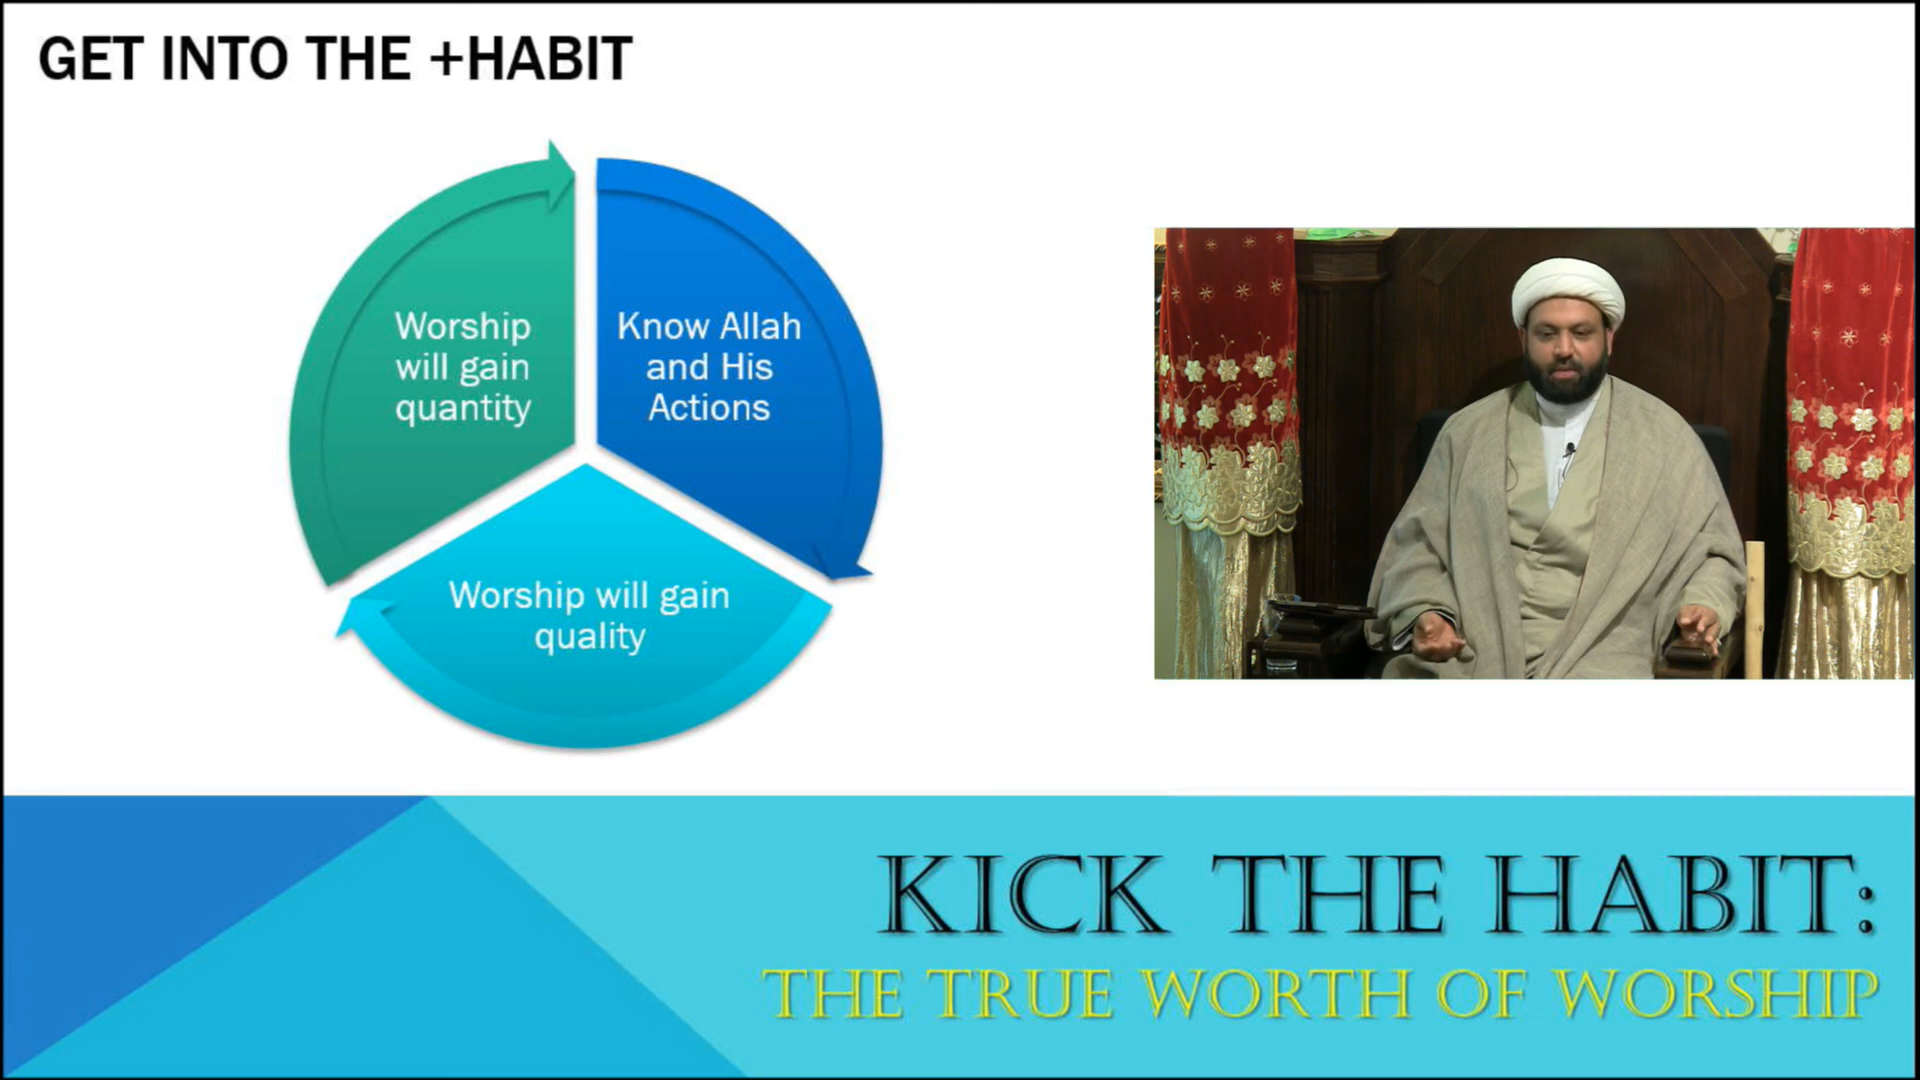 GET INTO THE +HABIT
Worship
will gain
quantity
Know Allah
and His
Actions
Worship will gain
quality
KICK THE HABIT:
THE TRUE WORTH OF WORSHIP